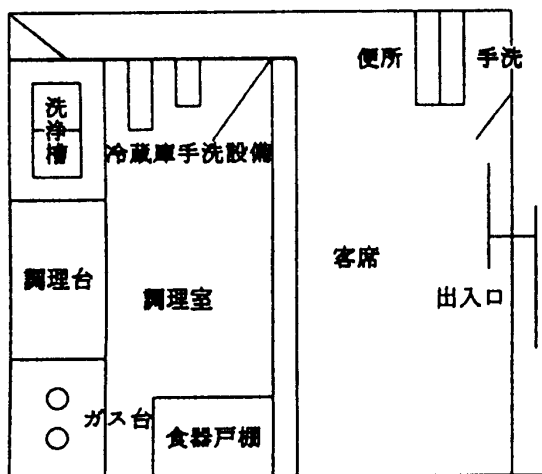 便所
手洗
洗浄槽
冷蔵庫手洗設備
調理台
調理室
客席
出入口
ガス台
食器戸棚